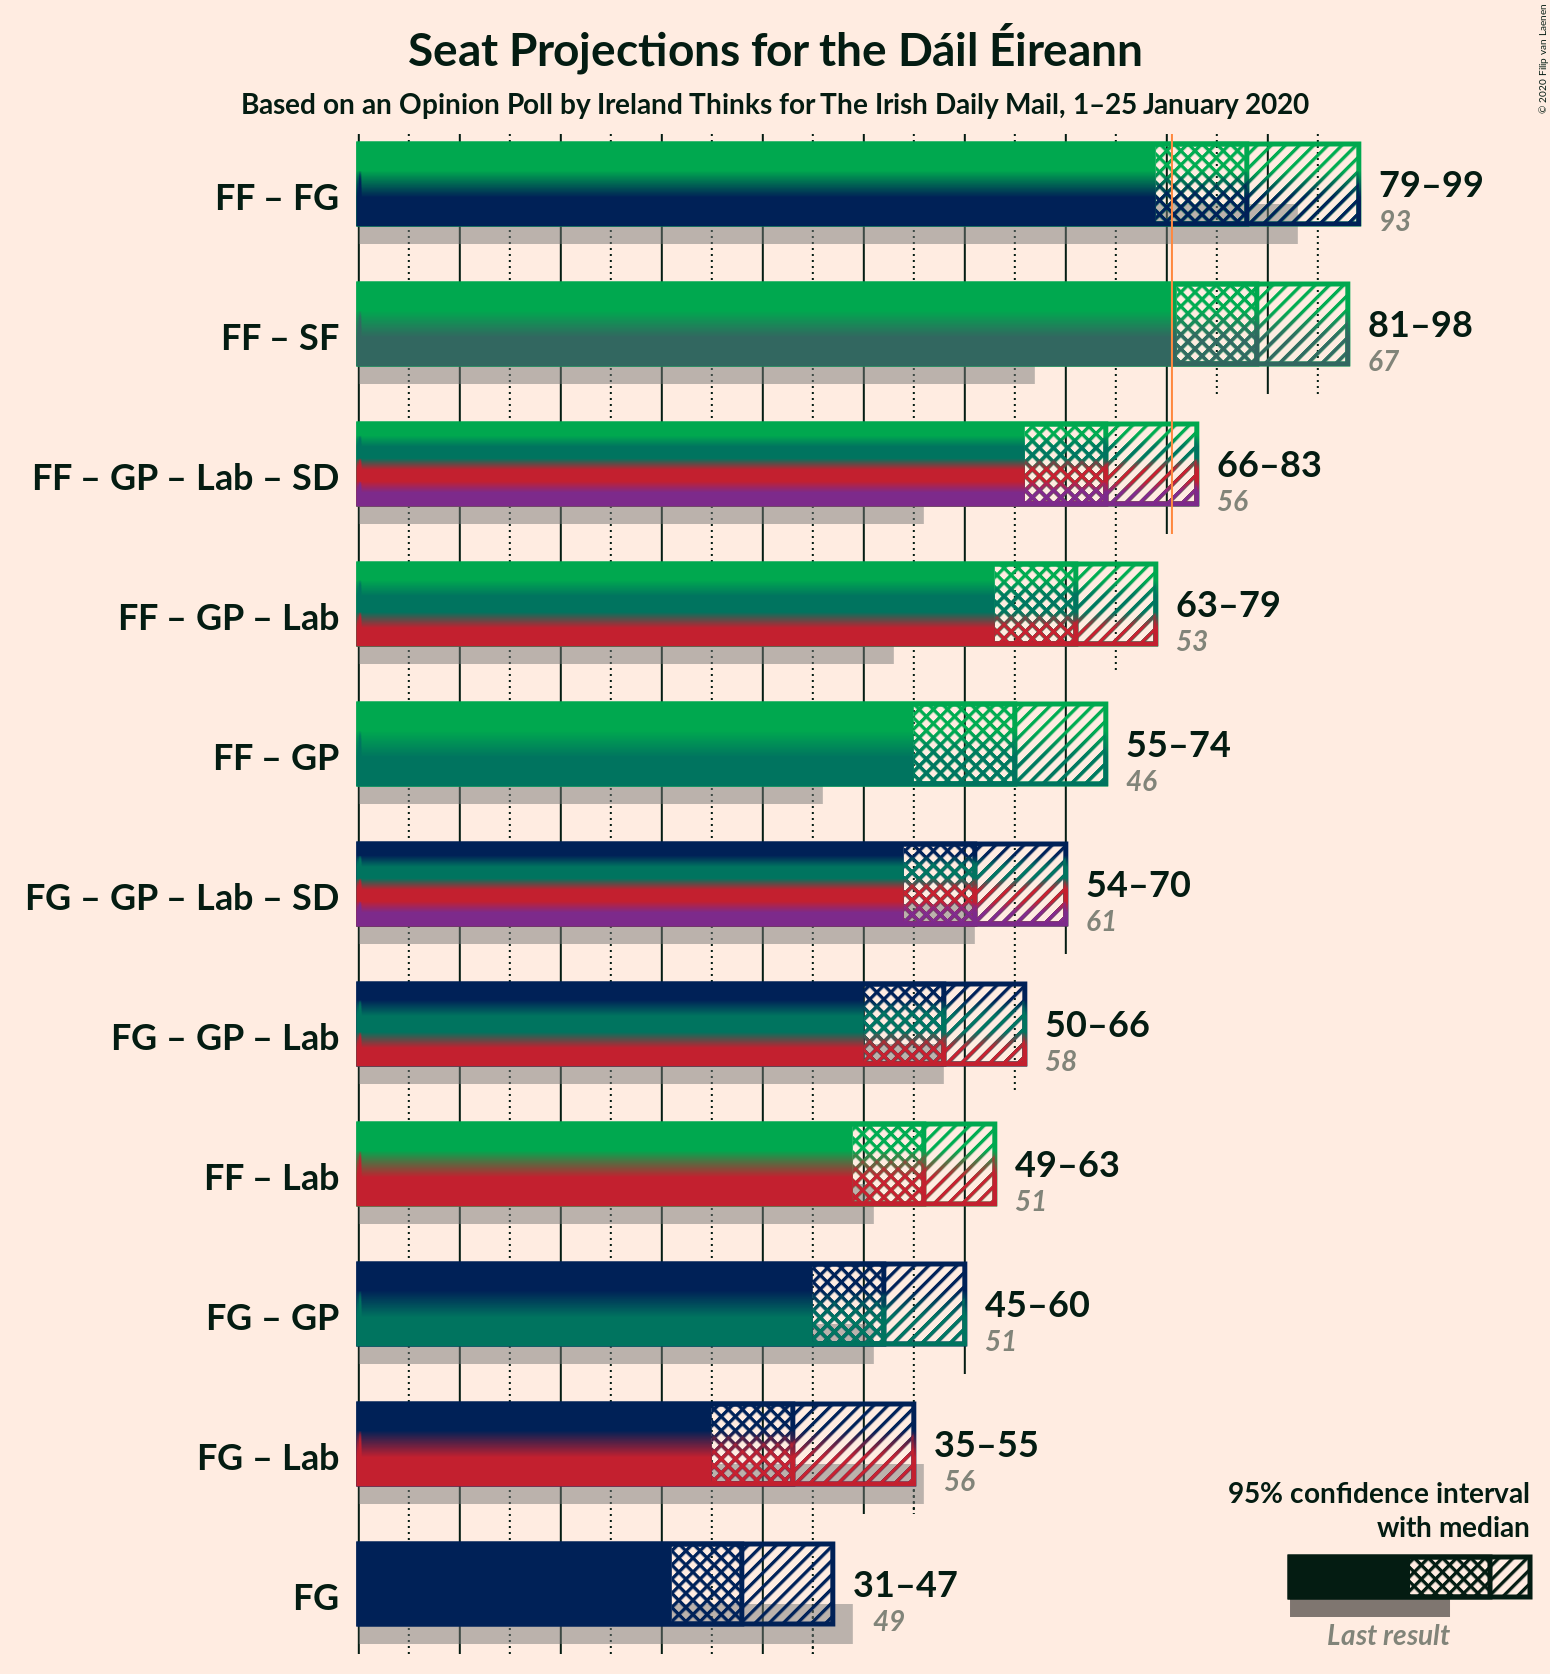 Seat Projections for the Dáil Éireann
Based on an Opinion Poll by Ireland Thinks for The Irish Daily Mail, 1–25 January 2020
© 2020 Filip van Laenen
FF – FG
79–99
93
FF – SF
81–98
67
FF – GP – Lab – SD
66–83
56
FF – GP – Lab
63–79
53
FF – GP
55–74
46
FG – GP – Lab – SD
54–70
61
FG – GP – Lab
50–66
58
FF – Lab
49–63
51
FG – GP
45–60
51
FG – Lab
35–55
56
FG
31–47
49
95% confidence interval
with median
Last result